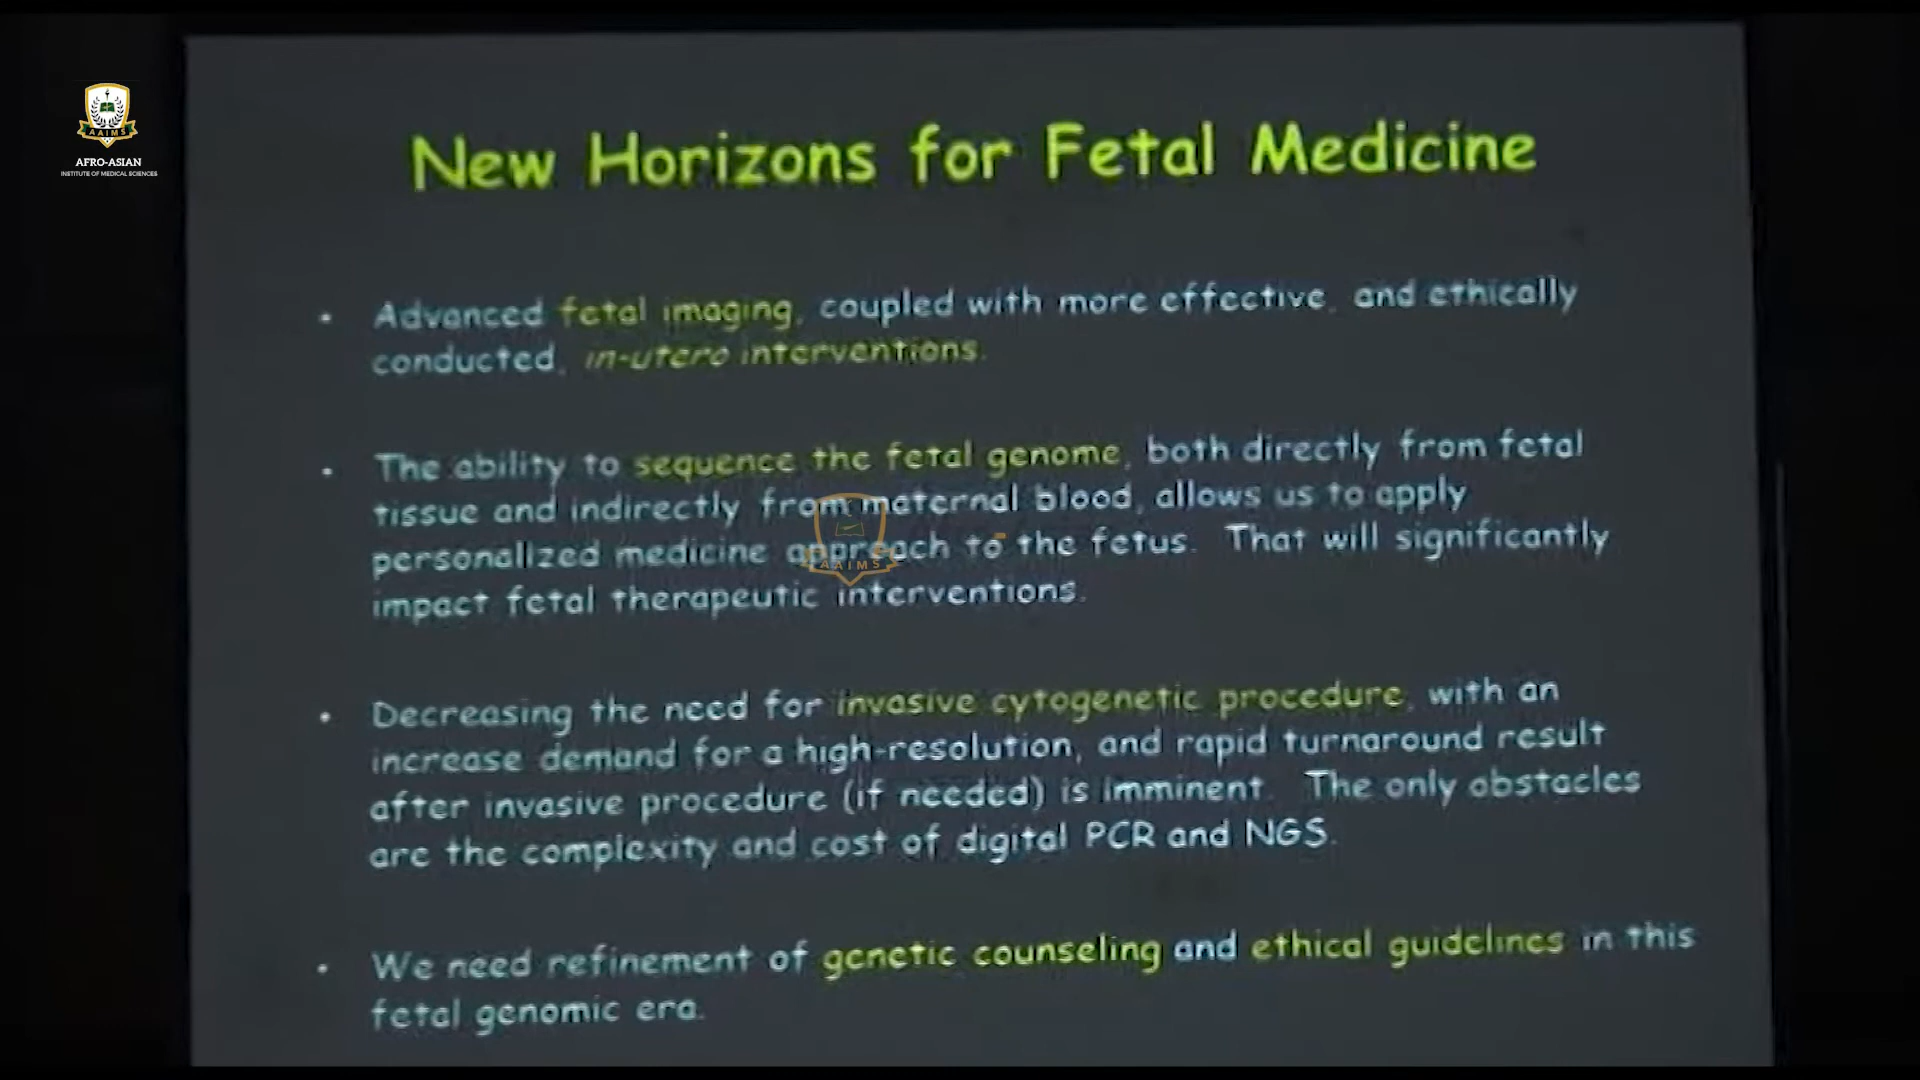 AAIMS
AFRO-ASIAN
INSTITUTE OF MEDICAL SCIENCES
New Horizons for Fetal Medicine
• Advanced fetal imaging, coupled with more effective, and ethically
conducted, in-utero interventions.
• The ability to sequence the fetal genome, both directly from fetal
tissue and indirectly from maternal blood, allows us to apply
personalized medicine approach to the fetus. That will significantly
impact fetal therapeutic interventions.
AAIMS
• Decreasing the need for invasive cytogenetic procedure, with an
increase demand for a high-resolution, and rapid turnaround result
after invasive procedure (if needed) is imminent. The only obstacles
are the complexity and cost of digital PCR and NGS.
• We need refinement of genetic counseling and ethical guidelines in this
fetal genomic era.